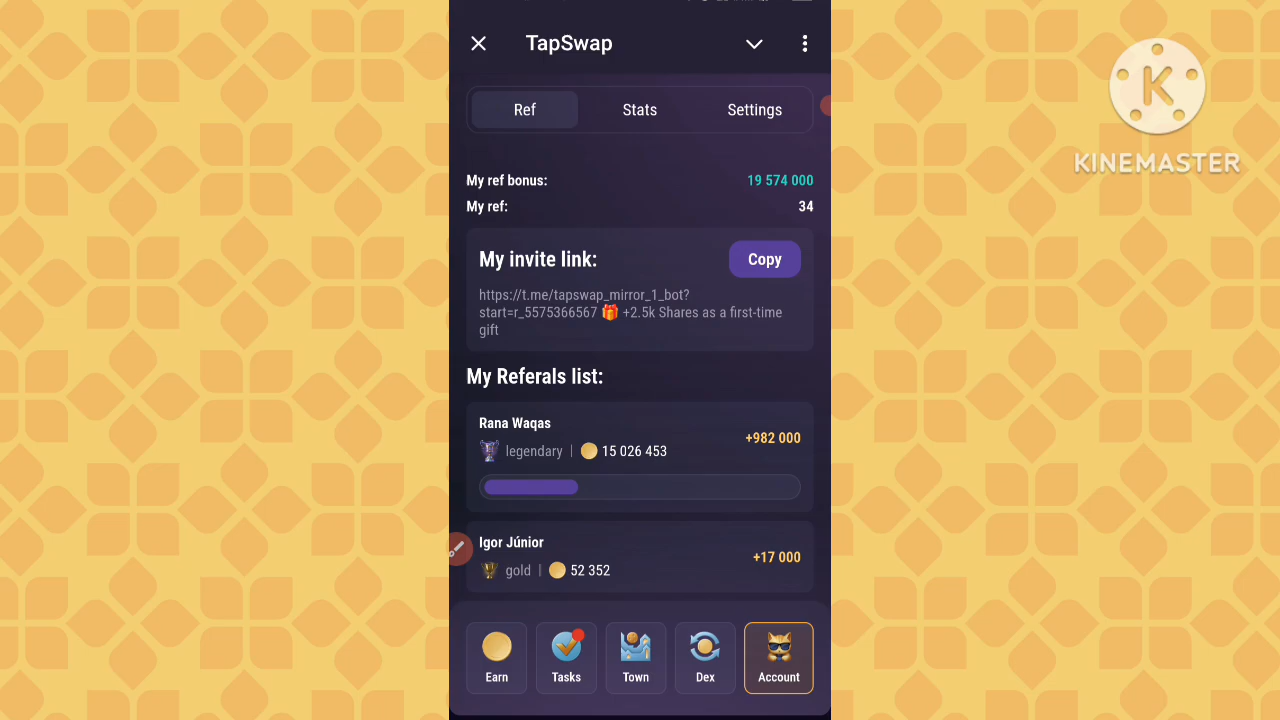 TapSwap
Ref Stats Settings
My ref bonus: 19 574 000
My ref: 34
My invite link: Copy
https://t.me/tapswap_mirror_1_bot?
start=r_5575366567 🎁 +2.5k Shares as a first-time
gift
My Referals list:
Rana Waqas
legendary | 15 026 453 +982 000
Igor Júnior
gold | 52 352 +17 000
Earn Tasks Town Dex Account
K
KINEMASTER